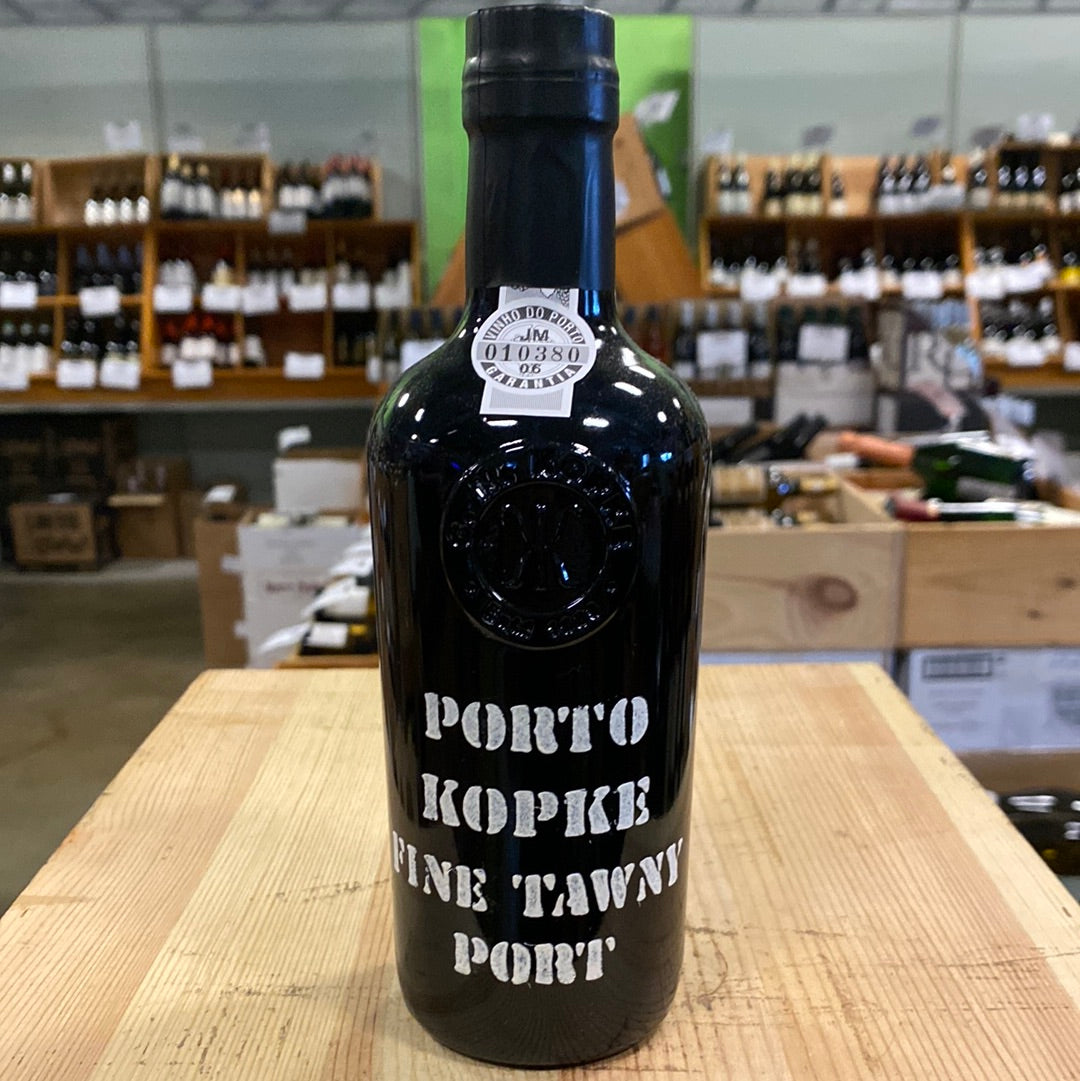 VINHO DO PORTO
JM
010380
06
GARANTIA
PORTO
KOPKE
FINE TAWNY
PORT